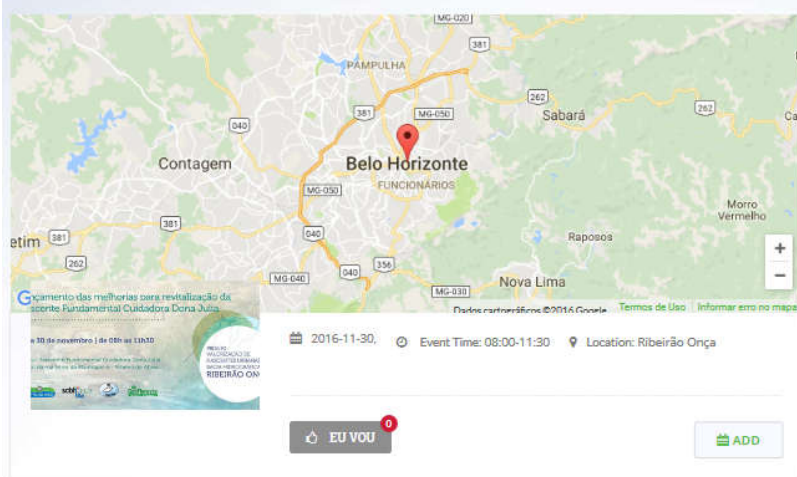 MG-020
381
PAMPULHA
262
381
MG-050
Sabará
262
040
Contagem
Belo Horizonte
MG-050
FUNCIONÁRIOS
Morro
Vermelho
381
040
etim
381
Raposos
262
MG-040
040
356
Nova Lima
MG-030
+
−
Dados cartográficos ©2016 Google
Termos de Uso
Informar erro no mapa
G
çamento das melhorias para revitalização da
scente Fundamental Cuidadora Dona Julia
30 de novembro | de 08h às 11h30
VALORIZAÇÃO DE
RIBEIRÃO ON
2016-11-30,
Event Time: 08:00-11:30
Location: Ribeirão Onça
EU VOU
0
ADD